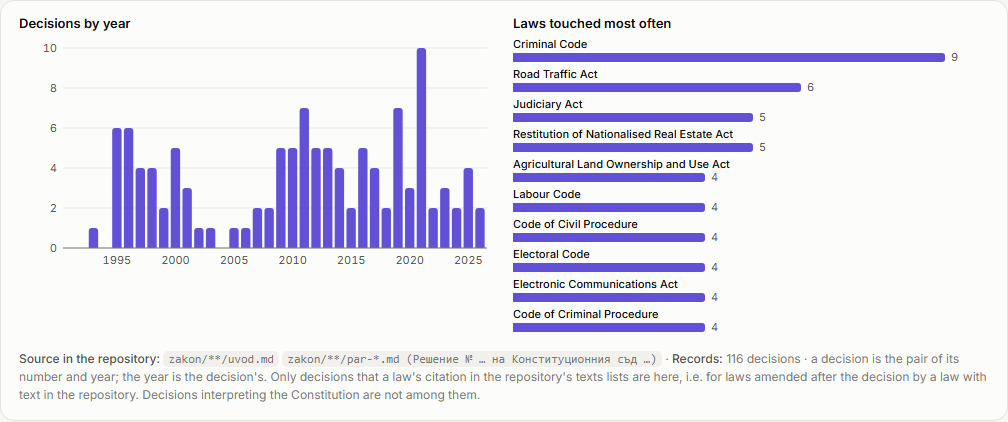 Decisions by year
10
8
6
4
2
0
1995 2000 2005 2010 2015 2020 2025
Laws touched most often
Criminal Code
9
Road Traffic Act
6
Judiciary Act
5
Restitution of Nationalised Real Estate Act
5
Agricultural Land Ownership and Use Act
4
Labour Code
4
Code of Civil Procedure
4
Electoral Code
4
Electronic Communications Act
4
Code of Criminal Procedure
4
Source in the repository: zakon/**/uvod.md zakon/**/par-*.md (Решение № … на Конституционния съд …) · Records: 116 decisions · a decision is the pair of its
number and year; the year is the decision's. Only decisions that a law's citation in the repository's texts lists are here, i.e. for laws amended after the decision by a law with
text in the repository. Decisions interpreting the Constitution are not among them.